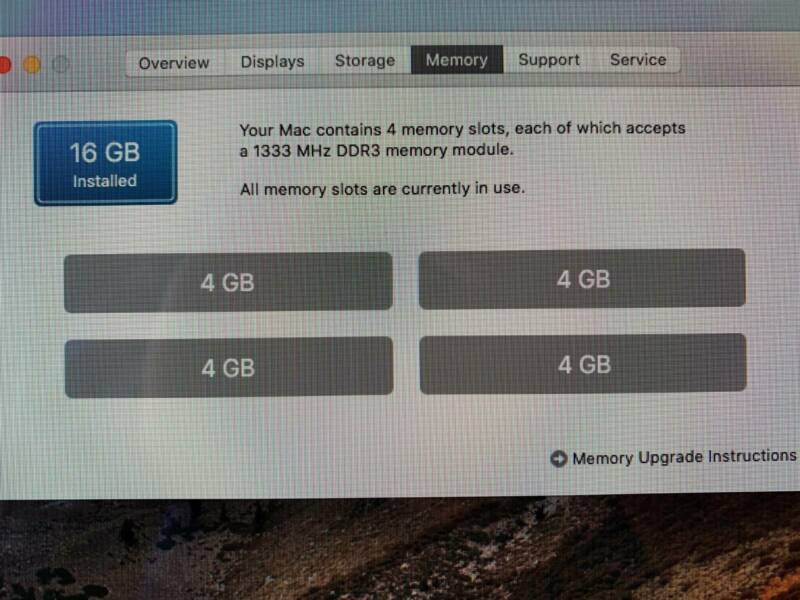 Overview Displays Storage Memory Support Service
16 GB
Installed
Your Mac contains 4 memory slots, each of which accepts
a 1333 MHz DDR3 memory module.
All memory slots are currently in use.
4 GB 4 GB
4 GB 4 GB
Memory Upgrade Instructions